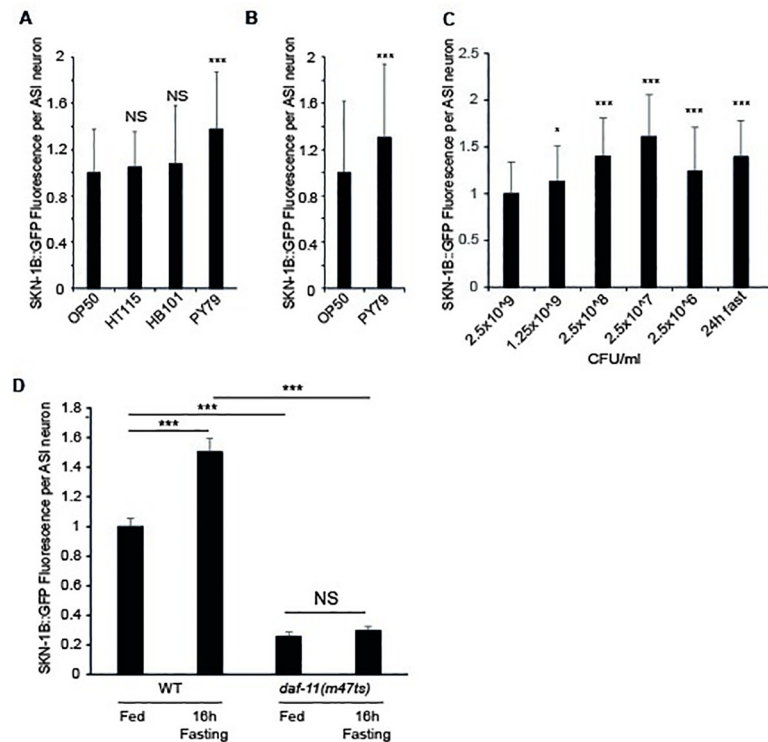 A
SKN-1B::GFP Fluorescence per ASI neuron
2
1.6
1.2
0.8
0.4
0
NS
NS
***
OP50
HT115
HB101
PY79
B
SKN-1B::GFP Fluorescence per ASI neuron
2
1.6
1.2
0.8
0.4
0
***
OP50
PY79
C
SKN-1B::GFP Fluorescence per ASI neuron
2.5
2
1.5
1
0.5
0
*
***
***
***
***
2.5x10^9
1.25x10^9
2.5x10^8
2.5x10^7
2.5x10^6
24h fast
CFU/ml
D
SKN-1B::GFP Fluorescence per ASI neuron
1.8
1.6
1.4
1.2
1
0.8
0.6
0.4
0.2
0
***
***
***
NS
WT
daf-11(m47ts)
Fed
16h
Fasting
Fed
16h
Fasting